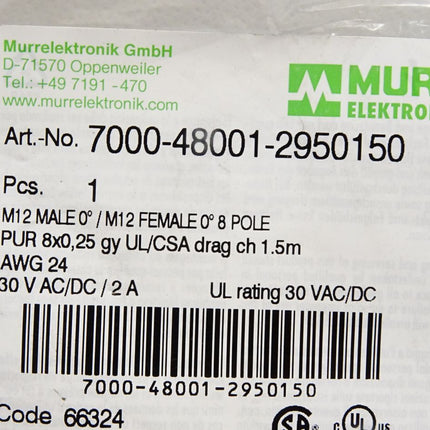 Murrelektronik GmbH
D-71570 Oppenweiler
Tel.: +49 7191 -470
www.murrelektronik.com
Art.-No. 7000-48001-2950150
Pcs. 1
M12 MALE 0° / M12 FEMALE 0° 8 POLE
PUR 8x0,25 gy UL/CSA drag ch 1.5m
AWG 24
30 V AC/DC / 2 A UL rating 30 VAC/DC
7000-48001-2950150
Code 66324